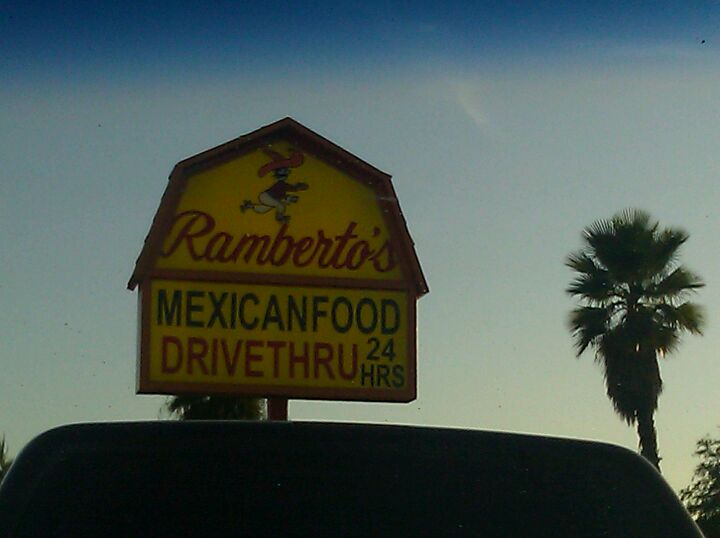 Ramberto's
MEXICANFOOD
DRIVETHRU 24 HRS